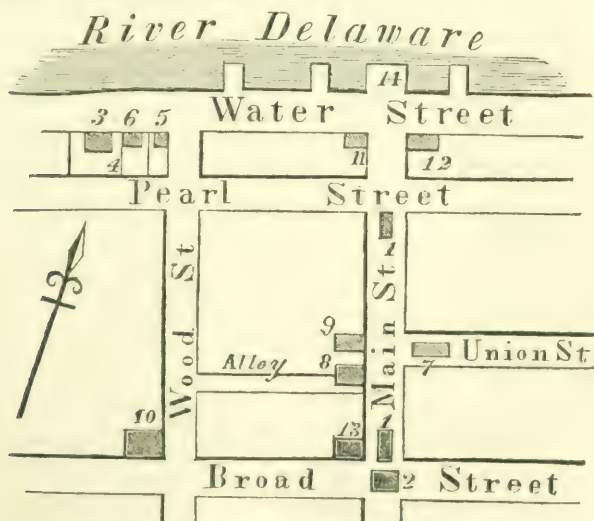 River Delaware
14
Water Street
3 6 5
4
11
12
Pearl Street
1
Wood St
Main St
9
Alley
8
Union St
7
10
13
1
Broad Street
2